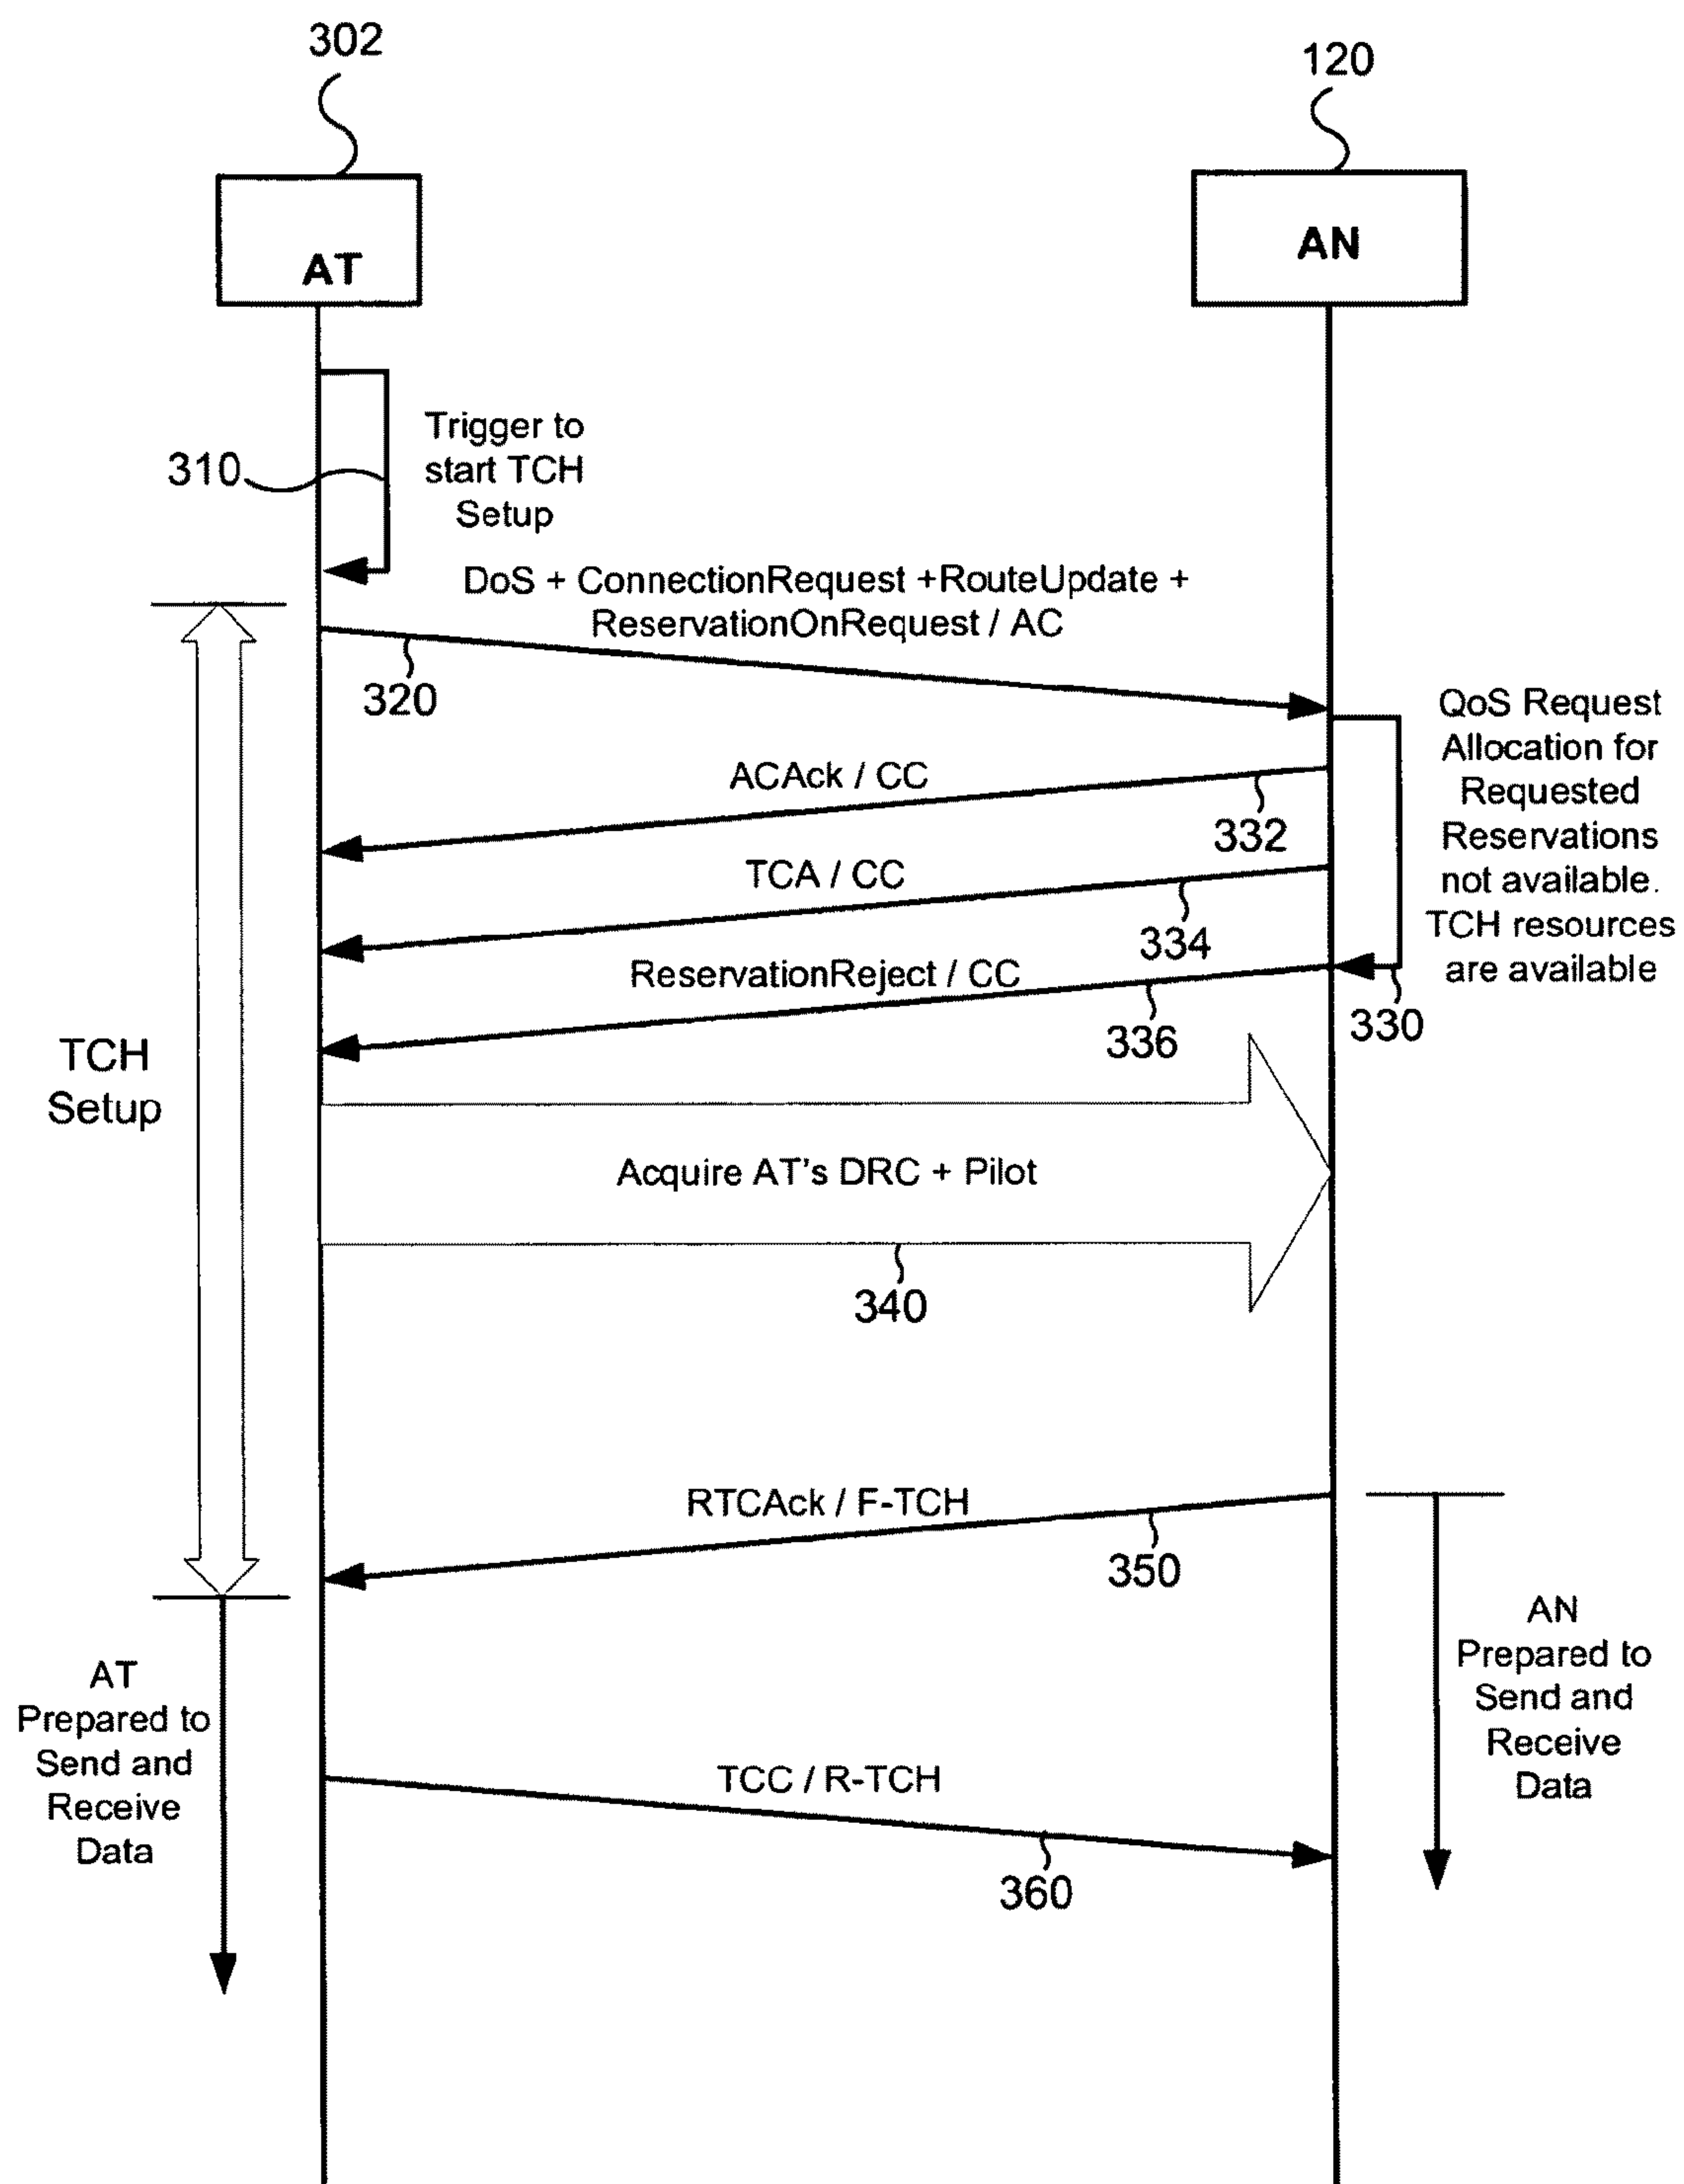 302
120
AT
AN
Trigger to
start TCH
Setup
310
DoS + ConnectionRequest +RouteUpdate +
ReservationOnRequest / AC
320
QoS Request
Allocation for
Requested
Reservations
not available.
TCH resources
are available
330
ACAck / CC
332
TCA / CC
334
ReservationReject / CC
336
TCH
Setup
Acquire AT's DRC + Pilot
340
RTCAck / F-TCH
350
AT
Prepared to
Send and
Receive
Data
AN
Prepared to
Send and
Receive
Data
TCC / R-TCH
360